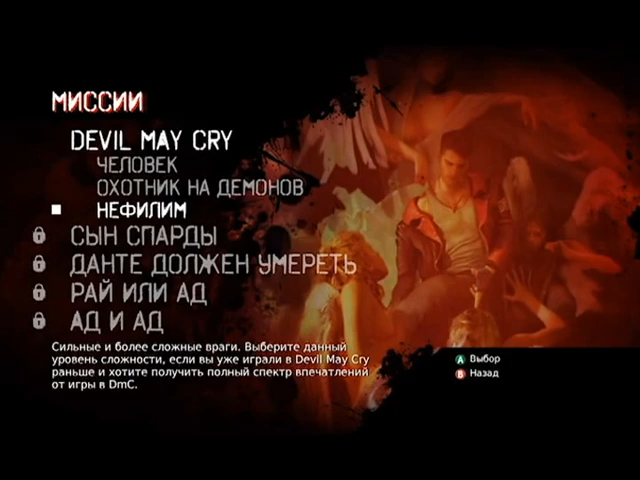 МИССИИ
DEVIL MAY CRY
ЧЕЛОВЕК
ОХОТНИК НА ДЕМОНОВ
НЕФИЛИМ
СЫН СПАРДЫ
ДАНТЕ ДОЛЖЕН УМЕРЕТЬ
РАЙ ИЛИ АД
АД И АД
Сильные и более сложные враги. Выберите данный
уровень сложности, если вы уже играли в Devil May Cry
раньше и хотите получить полный спектр впечатлений
от игры в DmC.
A Выбор
B Назад